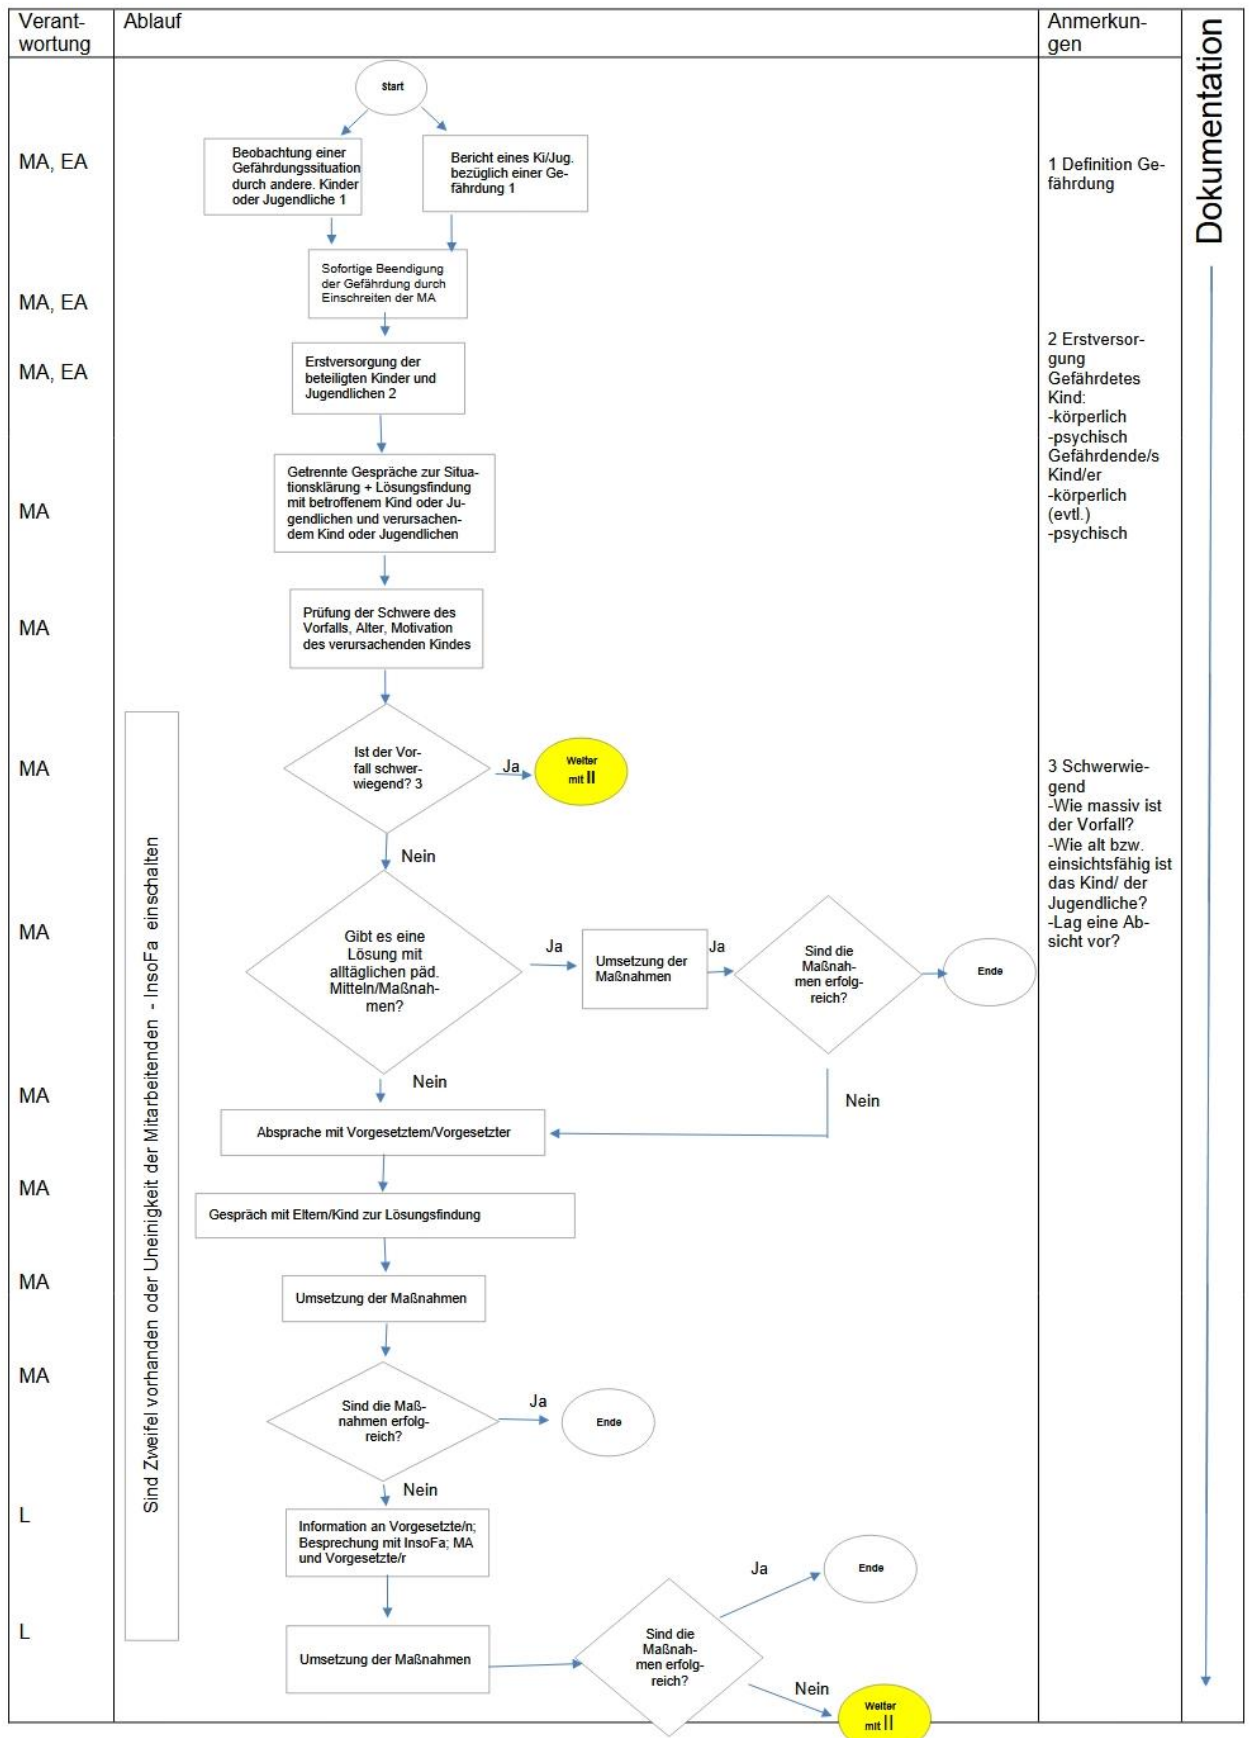 Verant-
wortung
Ablauf
Anmerkun-
gen
Dokumentation
Start
MA, EA
Beobachtung einer
Gefährdungssituation
durch andere. Kinder
oder Jugendliche 1
Bericht eines Ki/Jug.
bezüglich einer Ge-
fährdung 1
1 Definition Ge-
fährdung
MA, EA
Sofortige Beendigung
der Gefährdung durch
Einschreiten der MA
MA, EA
Erstversorgung der
beteiligten Kinder und
Jugendlichen 2
2 Erstversor-
gung
Gefährdetes
Kind:
-körperlich
-psychisch
Gefährdende/s
Kind/er
-körperlich
(evtl.)
-psychisch
MA
Getrennte Gespräche zur Situa-
tionsklärung + Lösungsfindung
mit betroffenem Kind oder Ju-
gendlichen und verursachen-
dem Kind oder Jugendlichen
MA
Prüfung der Schwere des
Vorfalls, Alter, Motivation
des verursachenden Kindes
Sind Zweifel vorhanden oder Uneinigkeit der Mitarbeitenden - InsoFa einschalten
MA
Ist der Vor-
fall schwer-
wiegend? 3
Ja
Weiter
mit II
3 Schwerwie-
gend
-Wie massiv ist
der Vorfall?
-Wie alt bzw.
einsichtsfähig ist
das Kind/ der
Jugendliche?
-Lag eine Ab-
sicht vor?
Nein
MA
Gibt es eine
Lösung mit
alltäglichen päd.
Mitteln/Maßnah-
men?
Ja
Umsetzung der
Maßnahmen
Ja
Sind die
Maßnah-
men erfolg-
reich?
Ende
Nein
Nein
MA
Absprache mit Vorgesetztem/Vorgesetzter
MA
Gespräch mit Eltern/Kind zur Lösungsfindung
MA
Umsetzung der Maßnahmen
MA
Sind die Maß-
nahmen erfolg-
reich?
Ja
Ende
Nein
L
Information an Vorgesetzte/n;
Besprechung mit InsoFa; MA
und Vorgesetzte/r
L
Umsetzung der Maßnahmen
Sind die
Maßnah-
men erfolg-
reich?
Ja
Ende
Nein
Weiter
mit II